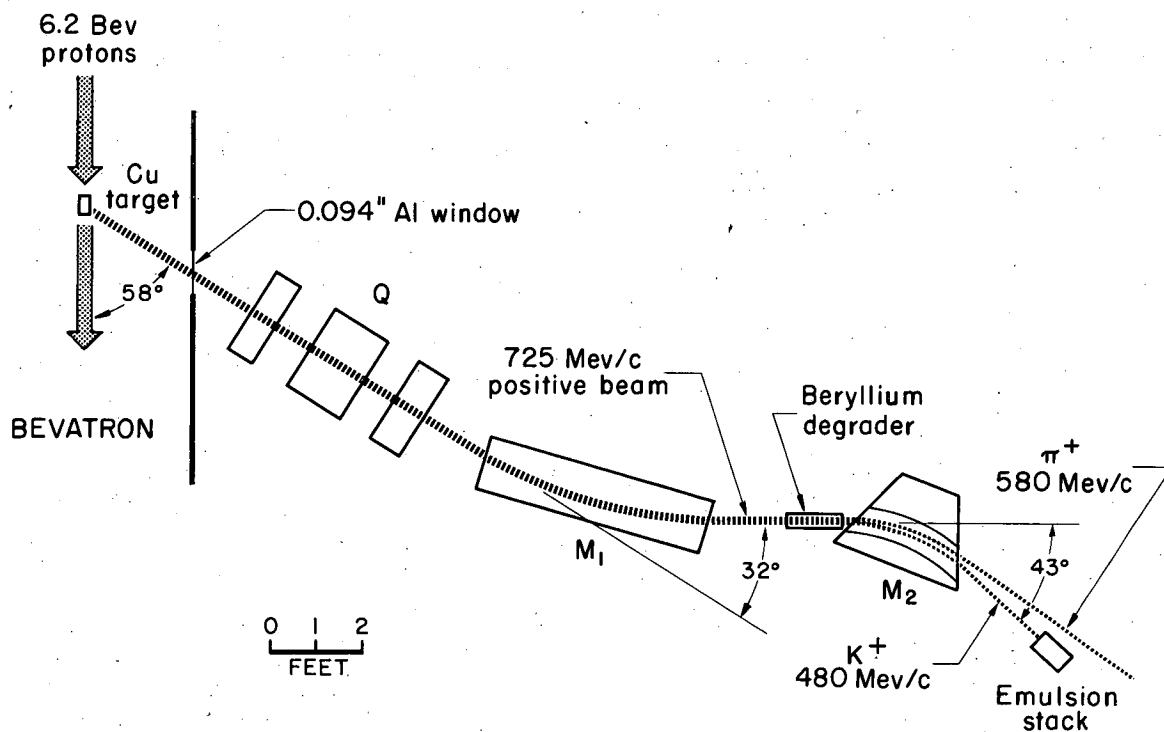 6.2 Bev
protons
Cu
target
0.094" Al window
58°
Q
BEVATRON
725 Mev/c
positive beam
Beryllium
degrader
π+
580 Mev/c
M1
32°
M2
43°
0 1 2
FEET
K+
480 Mev/c
Emulsion
stack